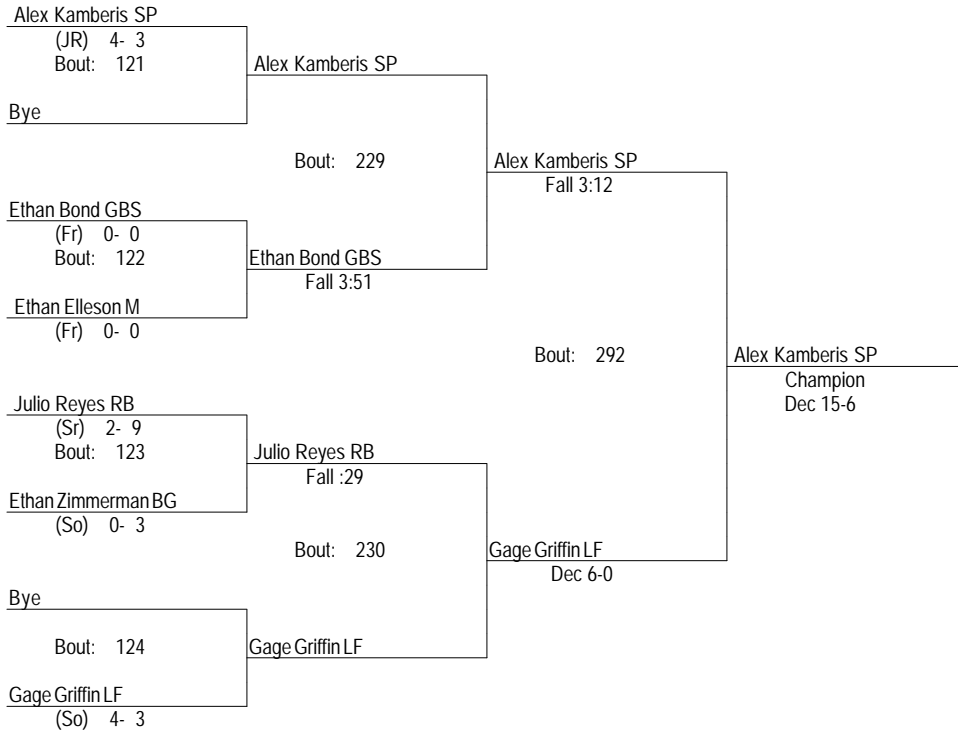 Alex Kamberis SP
(JR) 4- 3
Bout: 121
Alex Kamberis SP
Bye
Bout: 229
Alex Kamberis SP
Fall 3:12
Ethan Bond GBS
(Fr) 0- 0
Bout: 122
Ethan Bond GBS
Fall 3:51
Ethan Elleson M
(Fr) 0- 0
Bout: 292
Alex Kamberis SP
Champion
Dec 15-6
Julio Reyes RB
(Sr) 2- 9
Bout: 123
Julio Reyes RB
Fall :29
Ethan Zimmerman BG
(So) 0- 3
Bout: 230
Gage Griffin LF
Dec 6-0
Bye
Bout: 124
Gage Griffin LF
Gage Griffin LF
(So) 4- 3